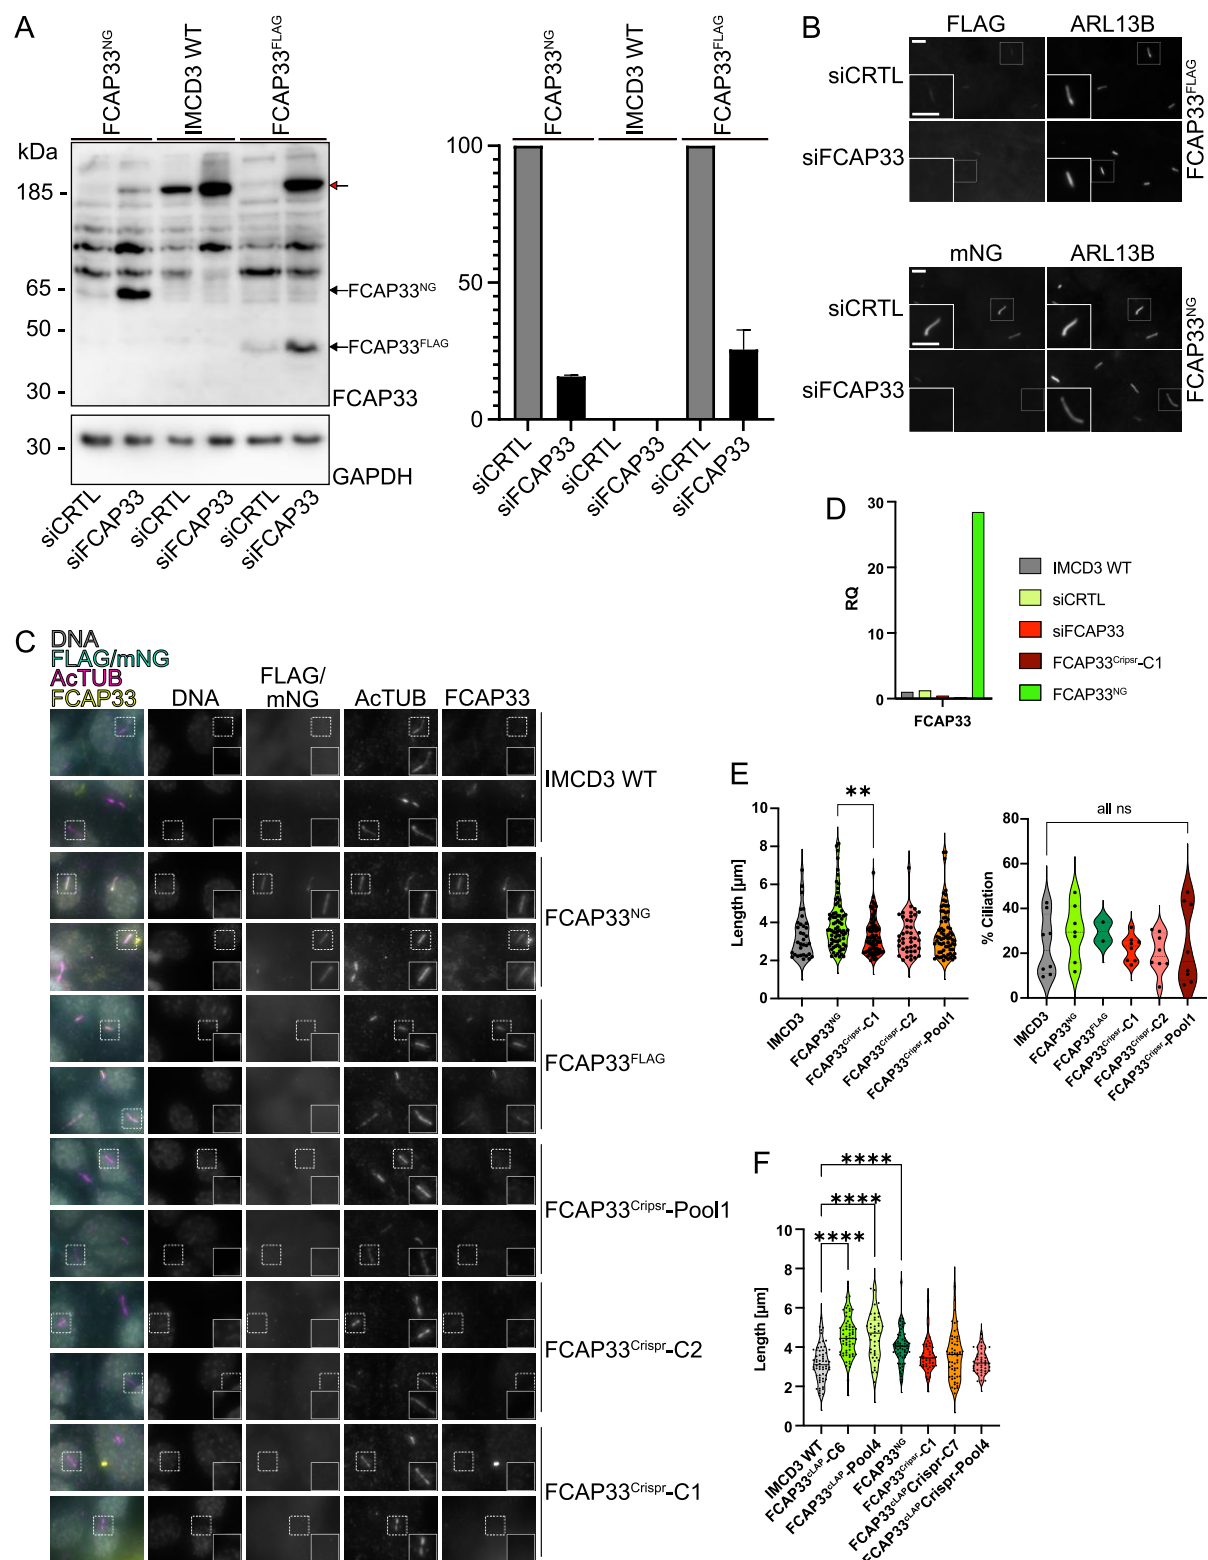 A
FCAP33NG
IMCD3 WT
FCAP33FLAG
kDa
185 -
65 -
50 -
30 -
FCAP33NG
FCAP33FLAG
FCAP33
30 -
GAPDH
siCRTL
siFCAP33
siCRTL
siFCAP33
siCRTL
siFCAP33
FCAP33NG
IMCD3 WT
FCAP33FLAG
100
50
0
siCRTL
siFCAP33
siCRTL
siFCAP33
siCRTL
siFCAP33
B
FLAG ARL13B
siCRTL
siFCAP33
FCAP33FLAG
mNG ARL13B
siCRTL
siFCAP33
FCAP33NG
C
DNA
FLAG/mNG
AcTUB
FCAP33
DNA
FLAG/
mNG
AcTUB
FCAP33
IMCD3 WT
FCAP33NG
FCAP33FLAG
FCAP33Cripsr-Pool1
FCAP33Crispr-C2
FCAP33Crispr-C1
D
30
20
10
0
RQ
FCAP33
IMCD3 WT
siCRTL
siFCAP33
FCAP33Cripsr-C1
FCAP33NG
E
**
10
8
6
4
2
0
Length [µm]
IMCD3
FCAP33NG
FCAP33Cripsr-C1
FCAP33Crispr-C2
FCAP33Cripsr-Pool1
all ns
80
60
40
20
0
% Ciliation
IMCD3
FCAP33NG
FCAP33FLAG
FCAP33Cripsr-C1
FCAP33Crispr-C2
FCAP33Cripsr-Pool1
F
****
****
****
10
8
6
4
2
0
Length [µm]
IMCD3 WT
FCAP33cLAP-C6
FCAP33cLAP-Pool4
FCAP33NG
FCAP33Cripsr-C1
FCAP33cLAPCrispr-C7
FCAP33cLAPCrispr-Pool4